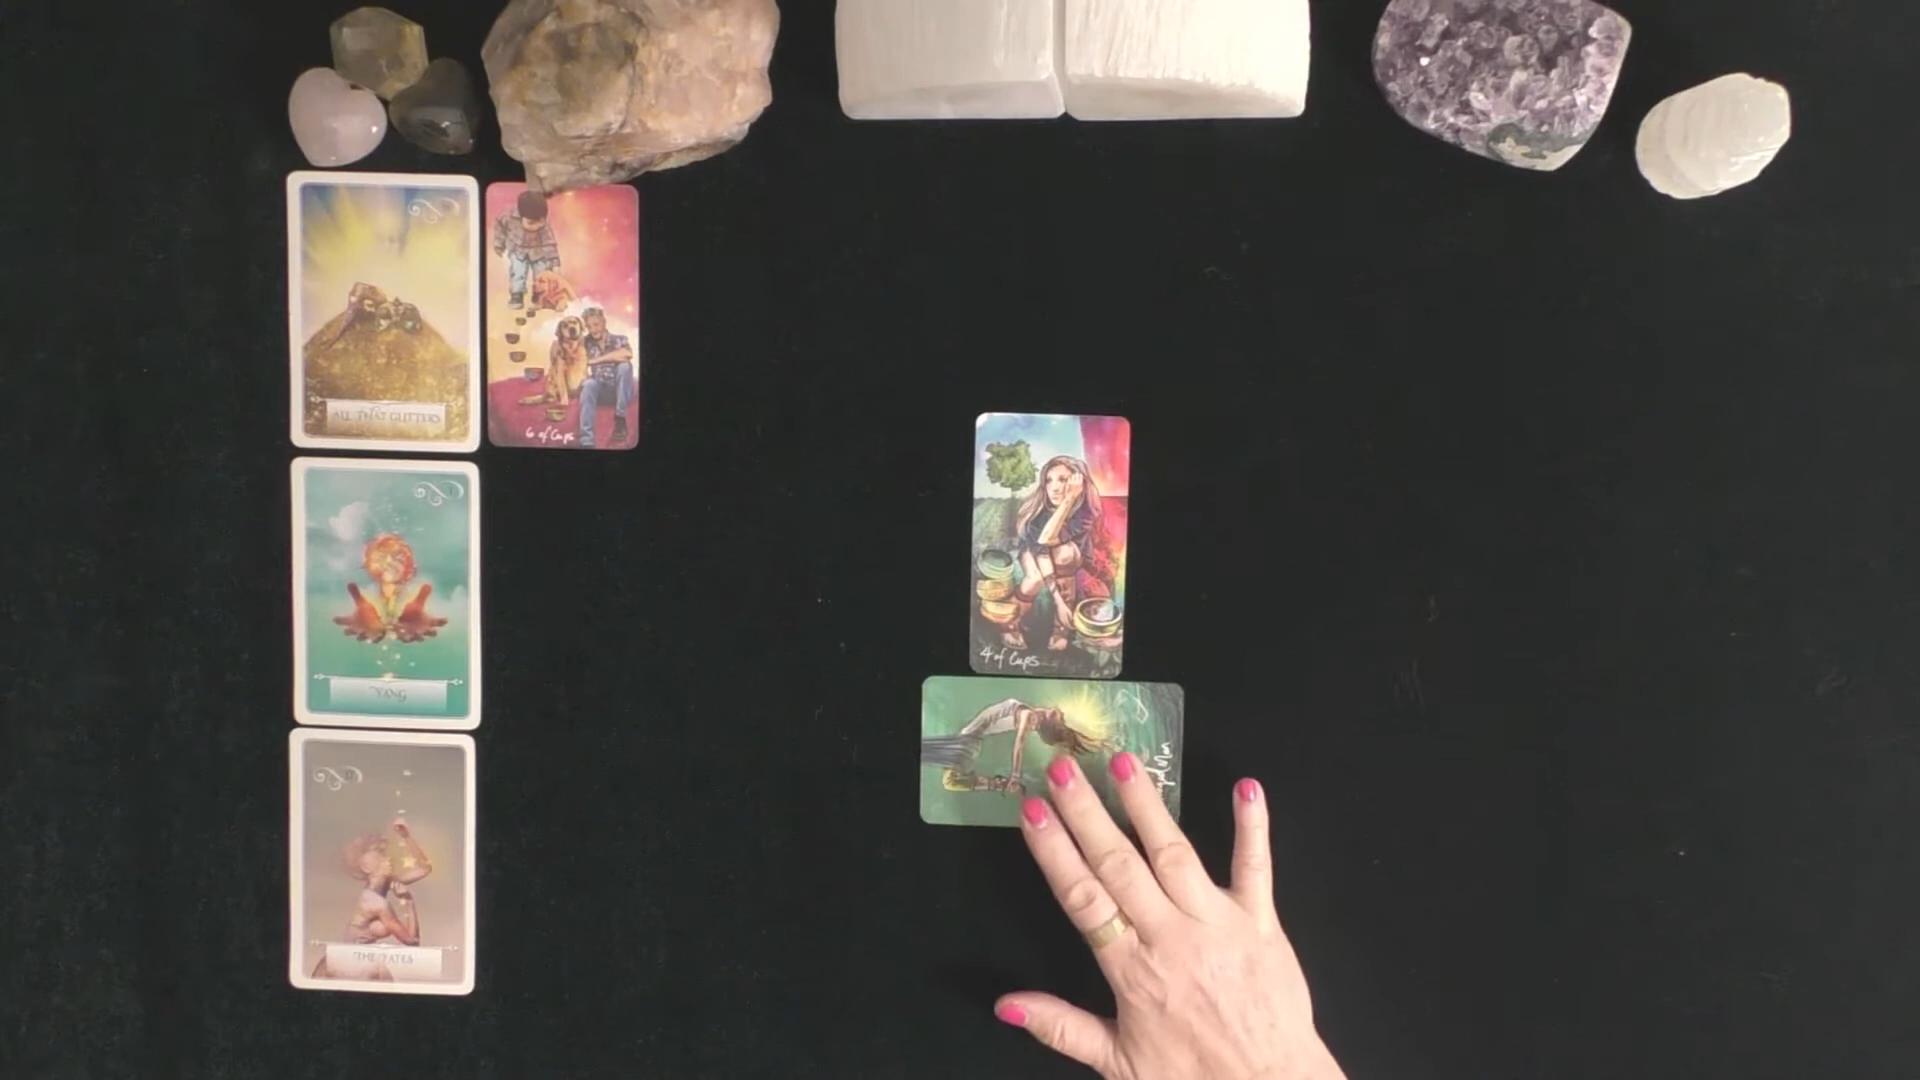 ALL THAT GLITTERS
6 of Cups
YANG
4 of Cups
THE FATES